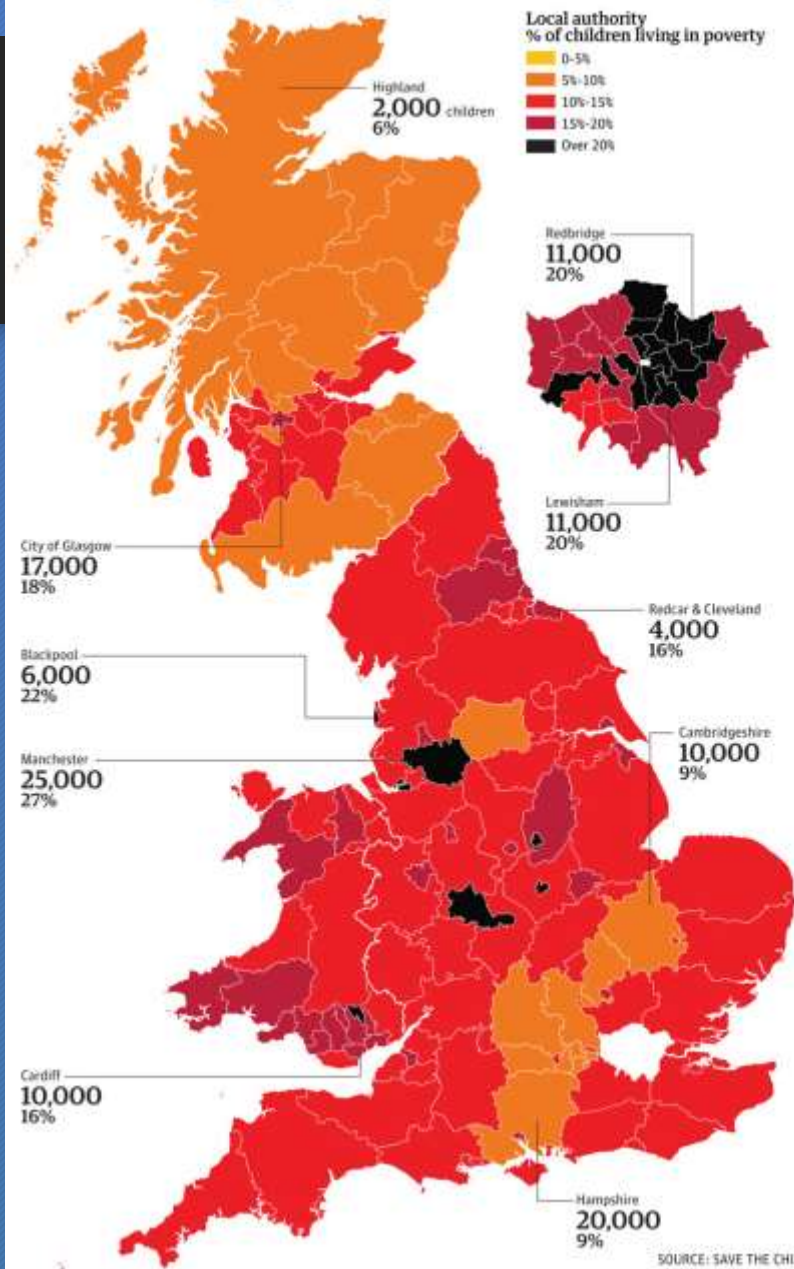 Local authority
% of children living in poverty
0-5%
5%-10%
10%-15%
15%-20%
Over 20%
Highland
2,000 children
6%
Redbridge
11,000
20%
Lewisham
11,000
20%
City of Glasgow
17,000
18%
Redcar & Cleveland
4,000
16%
Blackpool
6,000
22%
Cambridgeshire
10,000
9%
Manchester
25,000
27%
Cardiff
10,000
16%
Hampshire
20,000
9%
SOURCE: SAVE THE CHI